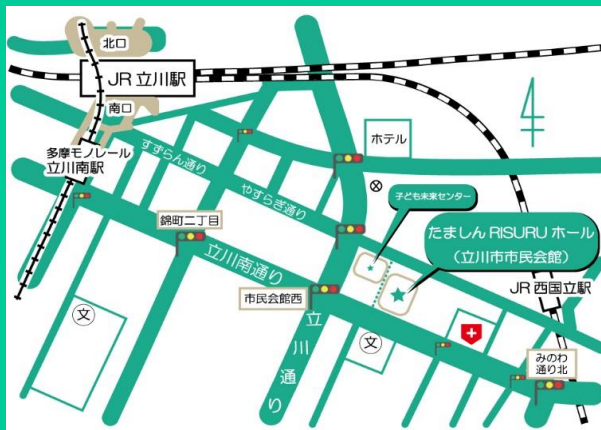 北口
JR 立川駅
南口
多摩モノレール
立川南駅
すずらん通り
ホテル
やすらぎ通り
子ども未来センター
錦町二丁目
たましん RISURU ホール
（立川市市民会館）
立川南通り
JR 西国立駅
市民会館西
立川通り
文
文
みのわ
通り北